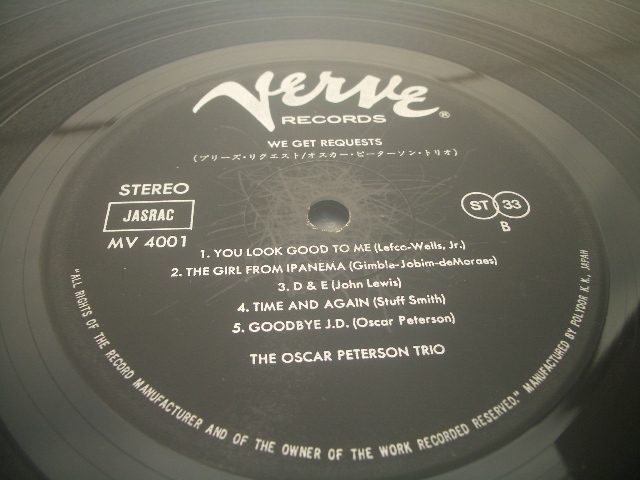 VERVE ®
RECORDS
WE GET REQUESTS
(プリーズ・リクエスト/オスカー・ピーターソン・トリオ)
STEREO
JASRAC
MV 4001
ST 33
B
1. YOU LOOK GOOD TO ME (Lefco-Wells, Jr.)
2. THE GIRL FROM IPANEMA (Gimble-Jobim-deMoraes)
3. D & E (John Lewis)
4. TIME AND AGAIN (Stuff Smith)
5. GOODBYE J.D. (Oscar Peterson)
THE OSCAR PETERSON TRIO
"ALL RIGHTS OF THE RECORD MANUFACTURER AND OF THE OWNER OF THE WORK RECORDED RESERVED." MANUFACTURED BY POLYDOR K.K., JAPAN